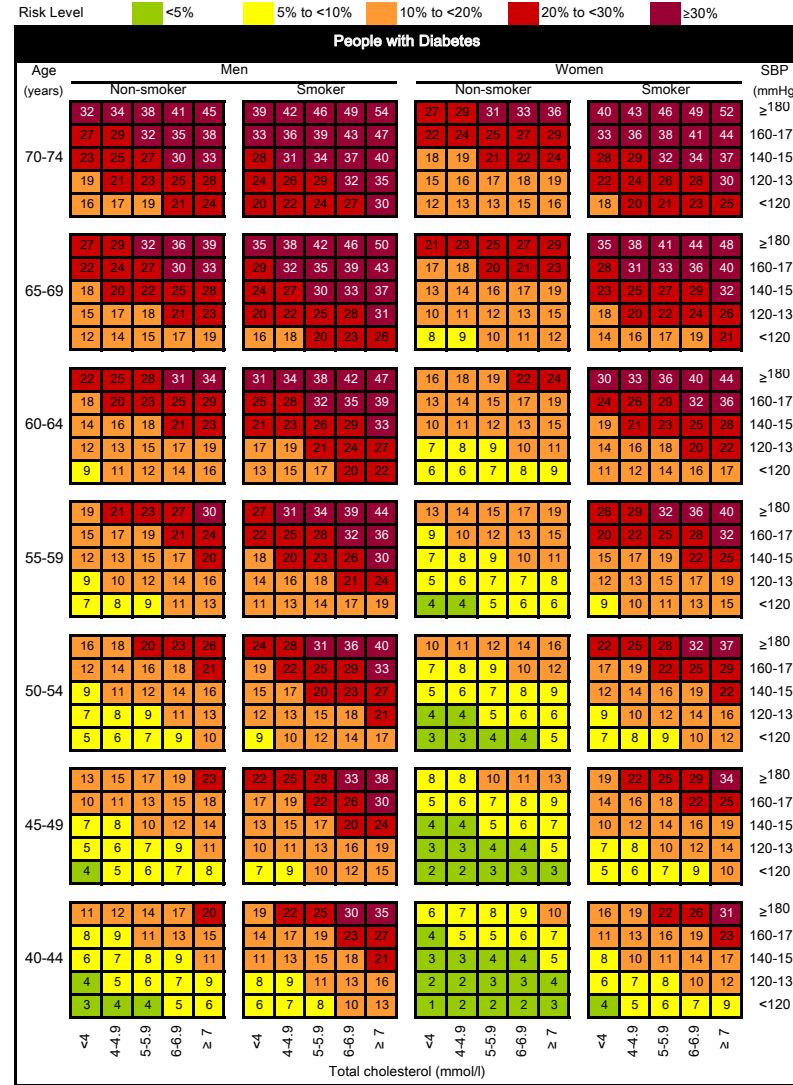 Risk Level <5% 5% to <10% 10% to <20% 20% to <30% ≥30%
People with Diabetes
Age Men Women SBP
(years) Non-smoker Smoker Non-smoker Smoker (mmHg
32 34 38 41 45 39 42 46 49 54 27 29 31 33 36 40 43 46 49 52 ≥180
27 29 32 35 38 33 36 39 43 47 22 24 25 27 29 33 36 38 41 44 160-17
70-74 23 25 27 30 33 28 31 34 37 40 18 19 21 22 24 28 29 32 34 37 140-15
19 21 23 25 28 24 26 29 32 35 15 16 17 18 19 22 24 26 28 30 120-13
16 17 19 21 24 20 22 24 27 30 12 13 13 15 16 18 20 21 23 25 <120
27 29 32 36 39 35 38 42 46 50 21 23 25 27 29 35 38 41 44 48 ≥180
22 24 27 30 33 29 32 35 39 43 17 18 20 21 23 28 31 33 36 40 160-17
65-69 18 20 22 25 28 24 27 30 33 37 13 14 16 17 19 23 25 27 29 32 140-15
15 17 18 21 23 20 22 25 28 31 10 11 12 13 15 18 20 22 24 26 120-13
12 14 15 17 19 16 18 20 23 26 8 9 10 11 12 14 16 17 19 21 <120
22 25 28 31 34 31 34 38 42 47 16 18 19 22 24 30 33 36 40 44 ≥180
18 20 23 25 29 25 28 32 35 39 13 14 15 17 19 24 26 29 32 36 160-17
60-64 14 16 18 21 23 21 23 26 29 33 10 11 12 13 15 19 21 23 25 28 140-15
12 13 15 17 19 17 19 21 24 27 7 8 9 10 11 14 16 18 20 22 120-13
9 11 12 14 16 13 15 17 20 22 6 6 7 8 9 11 12 14 16 17 <120
19 21 23 27 30 27 31 34 39 44 13 14 15 17 19 26 29 32 36 40 ≥180
15 17 19 21 24 22 25 28 32 36 9 10 12 13 15 20 22 25 28 32 160-17
55-59 12 13 15 17 20 18 20 23 26 30 7 8 9 10 11 15 17 19 22 25 140-15
9 10 12 14 16 14 16 18 21 24 5 6 7 7 8 12 13 15 17 19 120-13
7 8 9 11 13 11 13 14 17 19 4 4 5 6 6 9 10 11 13 15 <120
16 18 20 23 26 24 28 31 36 40 10 11 12 14 16 22 25 28 32 37 ≥180
12 14 16 18 21 19 22 25 29 33 7 8 9 10 12 17 19 22 25 29 160-17
50-54 9 11 12 14 16 15 17 20 23 27 5 6 7 8 9 12 14 16 19 22 140-15
7 8 9 11 13 12 13 15 18 21 4 4 5 6 6 9 10 12 14 16 120-13
5 6 7 9 10 9 10 12 14 17 3 3 4 4 5 7 8 9 10 12 <120
13 15 17 19 23 22 25 28 33 38 8 8 10 11 13 19 22 25 29 34 ≥180
10 11 13 15 18 17 19 22 26 30 5 6 7 8 9 14 16 18 22 25 160-17
45-49 7 8 10 12 14 13 15 17 20 24 4 4 5 6 7 10 12 14 16 19 140-15
5 6 7 9 11 10 11 13 16 19 3 3 4 4 5 7 8 10 12 14 120-13
4 5 6 7 8 7 9 10 12 15 2 2 3 3 3 5 6 7 9 10 <120
11 12 14 17 20 19 22 25 30 35 6 7 8 9 10 16 19 22 26 31 ≥180
8 9 11 13 15 14 17 19 23 27 4 5 5 6 7 11 13 16 19 23 160-17
40-44 6 7 8 9 11 11 13 15 18 21 3 3 4 4 5 8 10 11 14 17 140-15
4 5 6 7 9 8 9 11 13 16 2 2 3 3 4 6 7 8 10 12 120-13
3 4 4 5 6 6 7 8 10 13 1 2 2 2 3 4 5 6 7 9 <120
<4 4-4.9 5-5.9 6-6.9 ≥ 7 <4 4-4.9 5-5.9 6-6.9 ≥ 7 <4 4-4.9 5-5.9 6-6.9 ≥ 7 <4 4-4.9 5-5.9 6-6.9 ≥ 7
Total cholesterol (mmol/l)